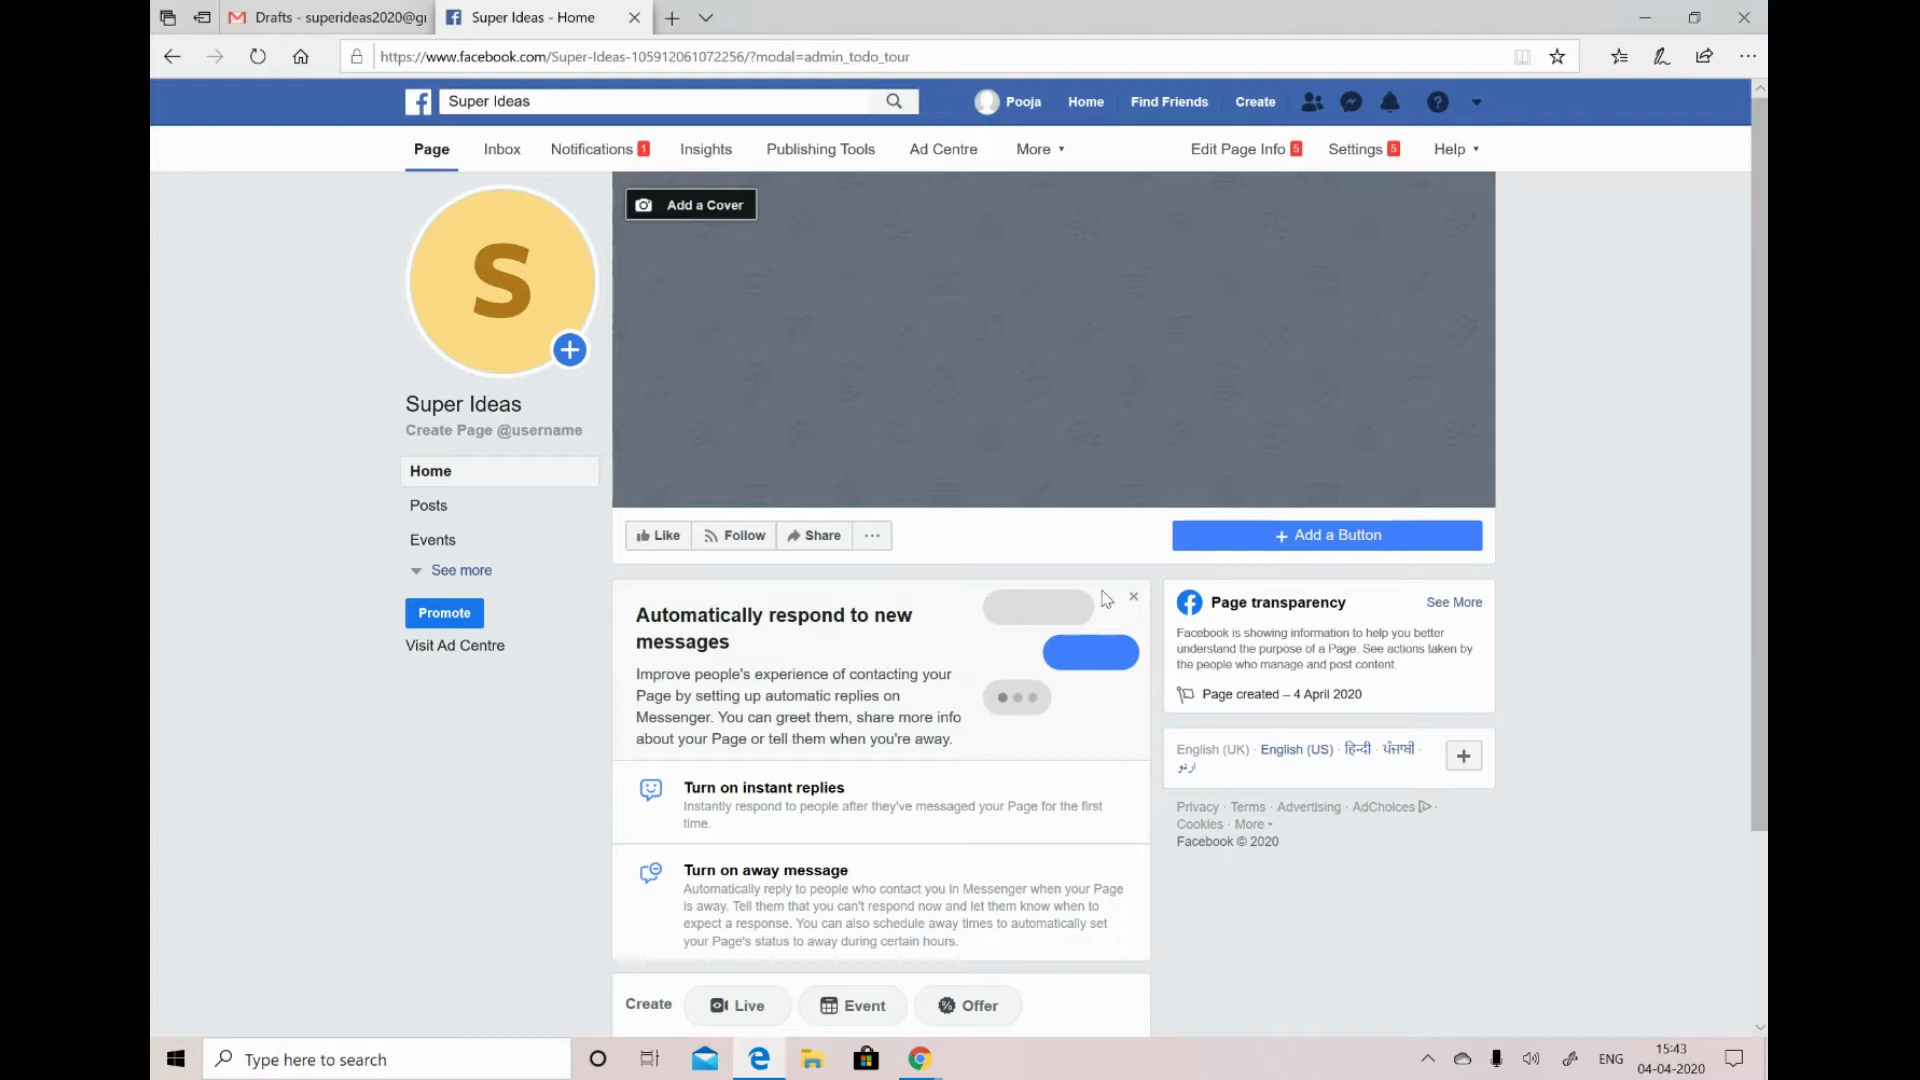 Drafts - superideas2020@g
Super Ideas - Home
https://www.facebook.com/Super-Ideas-105912061072256/?modal=admin_todo_tour
Super Ideas
Pooja
Home
Find Friends
Create
Page
Inbox
Notifications 1
Insights
Publishing Tools
Ad Centre
More
Edit Page Info 5
Settings 5
Help
Add a Cover
S
Super Ideas
Create Page @username
Home
Posts
Events
See more
Promote
Visit Ad Centre
Like
Follow
Share
+ Add a Button
Automatically respond to new
messages
Improve people's experience of contacting your
Page by setting up automatic replies on
Messenger. You can greet them, share more info
about your Page or tell them when you're away.
Turn on instant replies
Instantly respond to people after they've messaged your Page for the first
time.
Turn on away message
Automatically reply to people who contact you in Messenger when your Page
is away. Tell them that you can't respond now and let them know when to
expect a response. You can also schedule away times to automatically set
your Page's status to away during certain hours.
Create
Live
Event
Offer
Page transparency
See More
Facebook is showing information to help you better
understand the purpose of a Page. See actions taken by
the people who manage and post content.
Page created – 4 April 2020
English (UK) · English (US) · हिन्दी · ਪੰਜਾਬੀ ·
اردو
Privacy · Terms · Advertising · AdChoices ·
Cookies · More
Facebook © 2020
Type here to search
ENG
15:43
04-04-2020